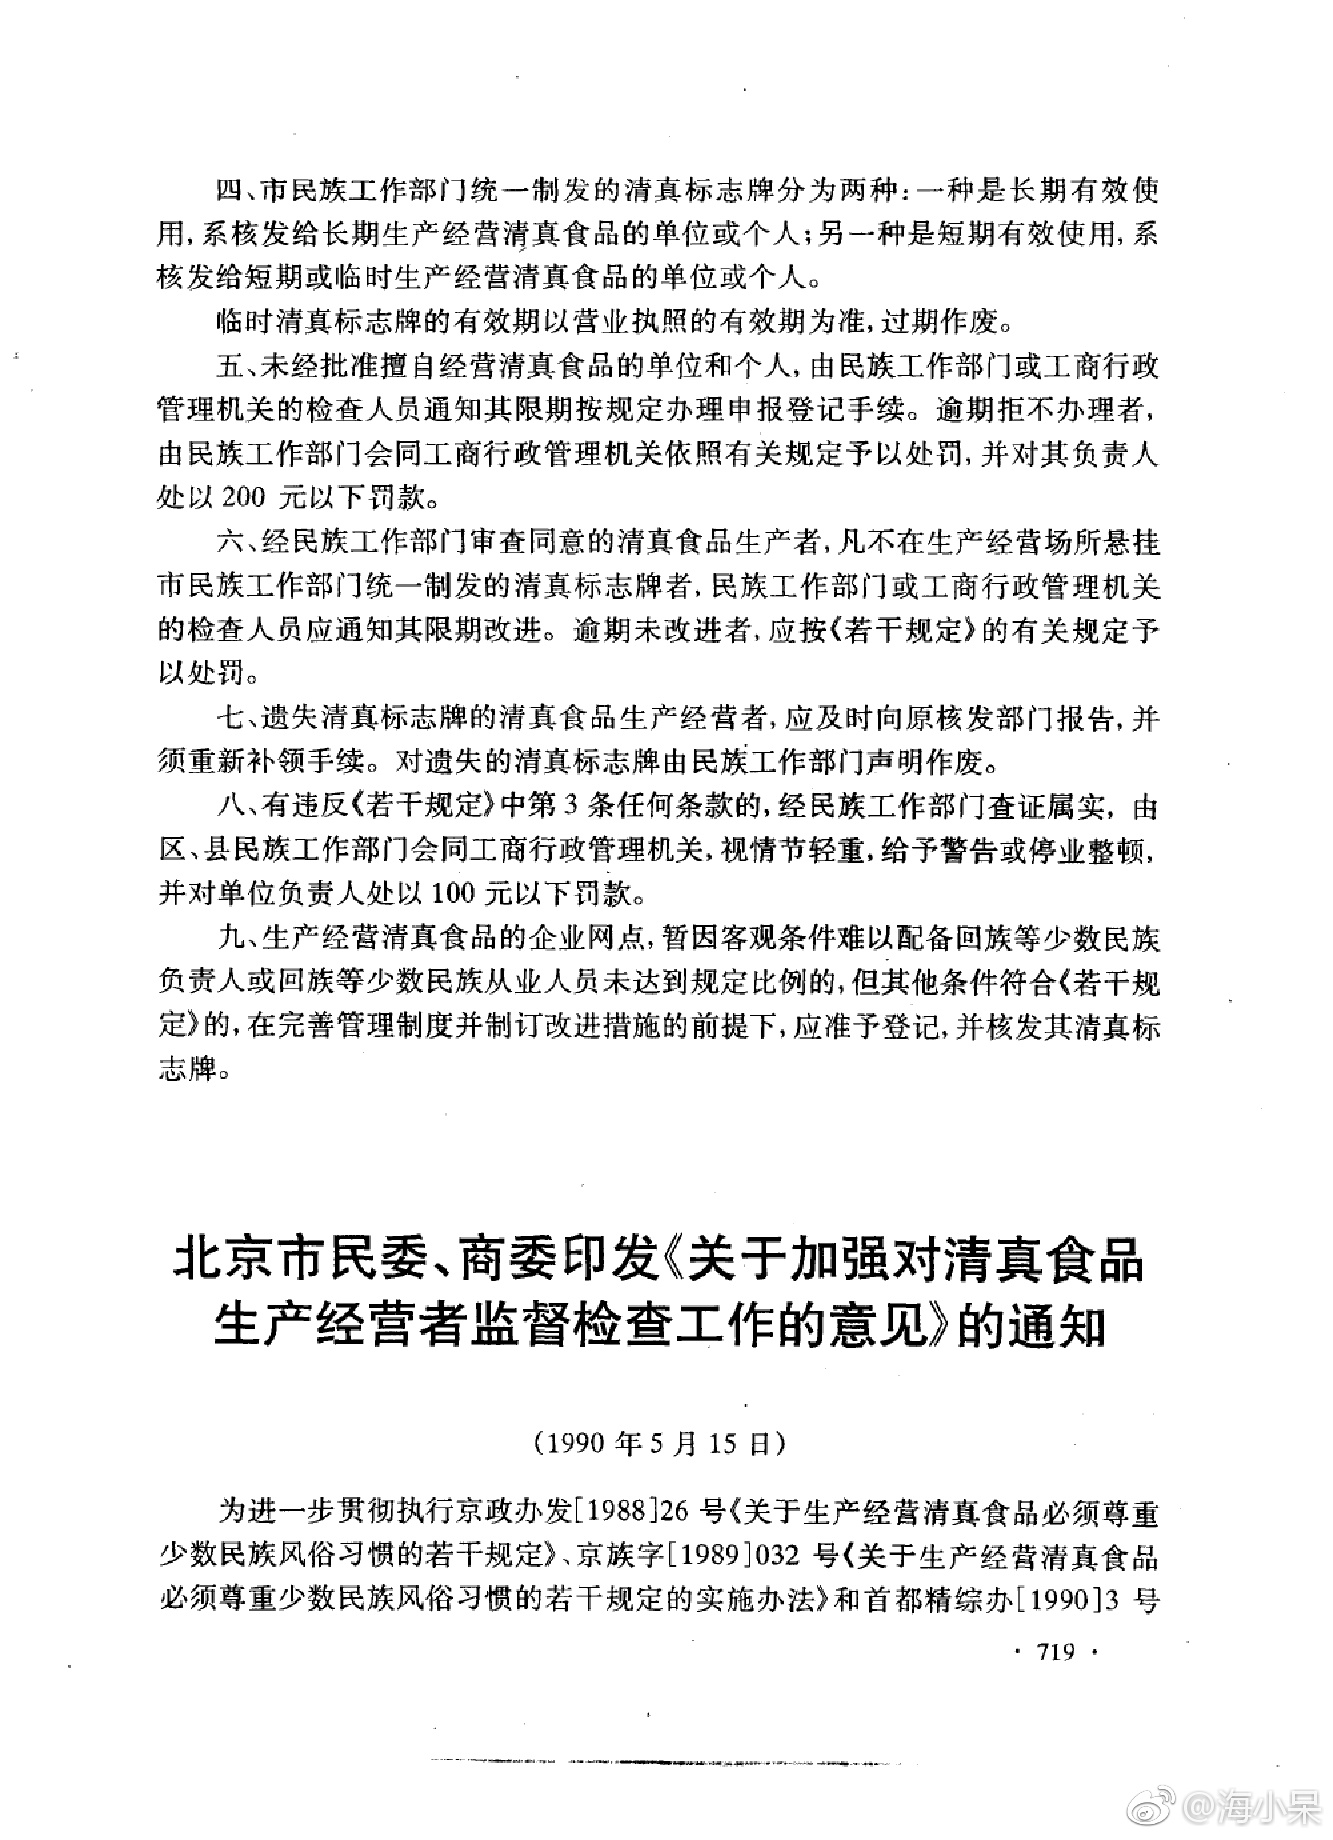 四、市民族工作部门统一制发的清真标志牌分为两种：一种是长期有效使
用，系核发给长期生产经营清真食品的单位或个人；另一种是短期有效使用，系
核发给短期或临时生产经营清真食品的单位或个人。
临时清真标志牌的有效期以营业执照的有效期为准，过期作废。
五、未经批准擅自经营清真食品的单位和个人，由民族工作部门或工商行政
管理机关的检查人员通知其限期按规定办理申报登记手续。逾期拒不办理者，
由民族工作部门会同工商行政管理机关依照有关规定予以处罚，并对其负责人
处以200 元以下罚款。
六、经民族工作部门审查同意的清真食品生产者，凡不在生产经营场所悬挂
市民族工作部门统一制发的清真标志牌者，民族工作部门或工商行政管理机关
的检查人员应通知其限期改进。逾期未改进者，应按《若干规定》的有关规定予
以处罚。
七、遗失清真标志牌的清真食品生产经营者，应及时向原核发部门报告，并
须重新补领手续。对遗失的清真标志牌由民族工作部门声明作废。
八、有违反《若干规定》中第 3 条任何条款的，经民族工作部门查证属实，由
区、县民族工作部门会同工商行政管理机关，视情节轻重，给予警告或停业整顿，
并对单位负责人处以 100 元以下罚款。
九、生产经营清真食品的企业网点，暂因客观条件难以配备回族等少数民族
负责人或回族等少数民族从业人员未达到规定比例的，但其他条件符合《若干规
定》的，在完善管理制度并制订改进措施的前提下，应准予登记，并核发其清真标
志牌。
北京市民委、商委印发《关于加强对清真食品
生产经营者监督检查工作的意见》的通知
（1990 年 5 月 15 日）
为进一步贯彻执行京政办发[1988]26 号《关于生产经营清真食品必须尊重
少数民族风俗习惯的若干规定》、京族字[1989]032 号《关于生产经营清真食品
必须尊重少数民族风俗习惯的若干规定的实施办法》和首都精综办[1990]3 号
· 719 ·
@海小呆